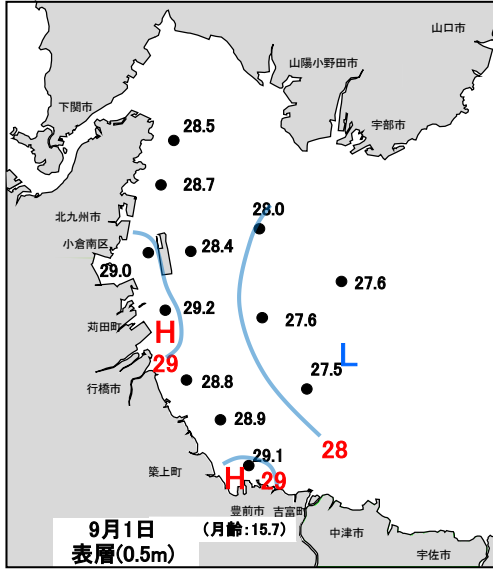 山口市
山陽小野田市
下関市
宇部市
28.5
28.7
北九州市
28.0
小倉南区
28.4
29.0
27.6
29.2
苅田町
H
27.6
29
L
行橋市
27.5
28.8
28.9
28
29.1
築上町
H 29
豊前市 吉富町
9月1日 (月齢:15.7)
中津市
表層(0.5m)
宇佐市